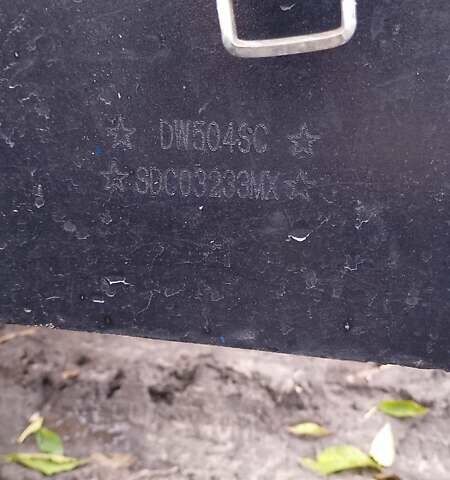 ☆ DW504SC ☆
☆ SDC03233MX ☆